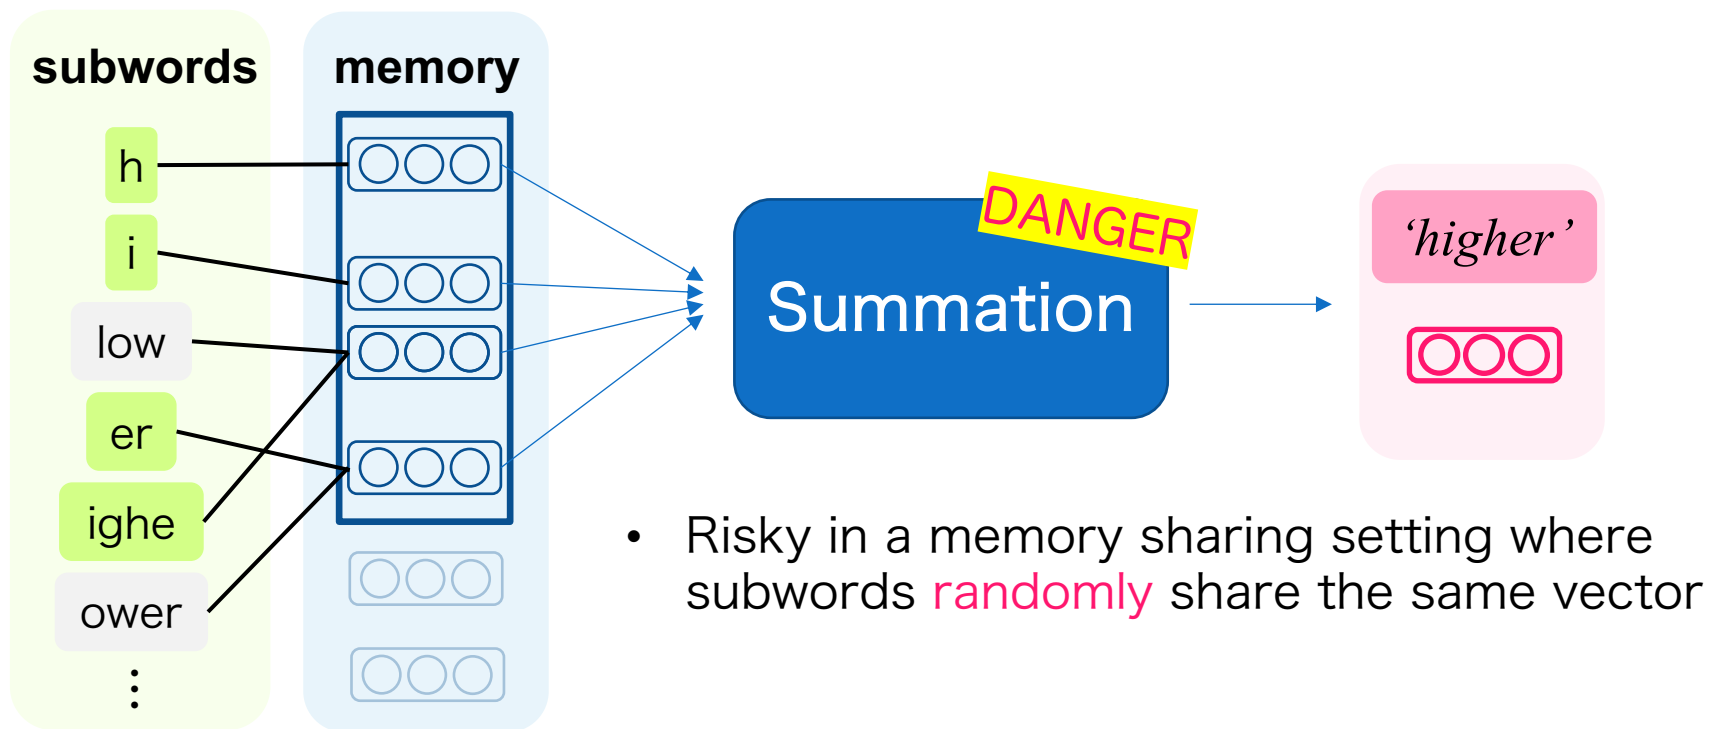 subwords
memory
h
i
low
er
ighe
ower
⋮
DANGER
Summation
‘higher’
• Risky in a memory sharing setting where
subwords randomly share the same vector